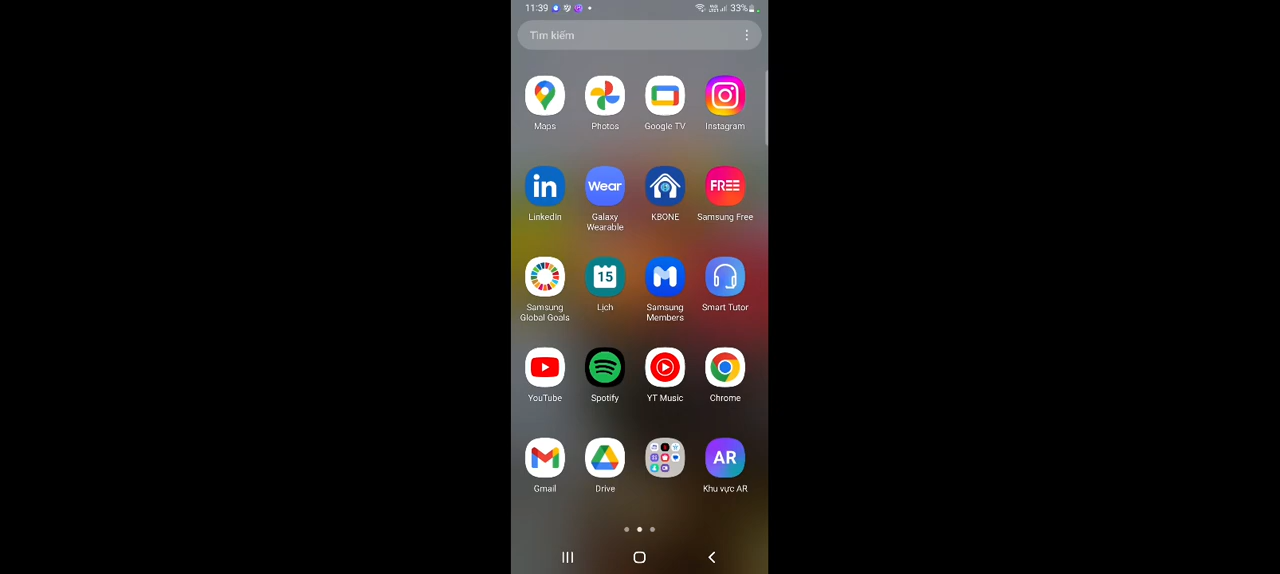 11:39
33%
Tìm kiếm
Maps
Photos
Google TV
Instagram
in
Wear
FREE
LinkedIn
Galaxy
Wearable
KBONE
Samsung Free
15
Samsung
Global Goals
Lịch
Samsung
Members
Smart Tutor
YouTube
Spotify
YT Music
Chrome
AR
Gmail
Drive
Khu vực AR